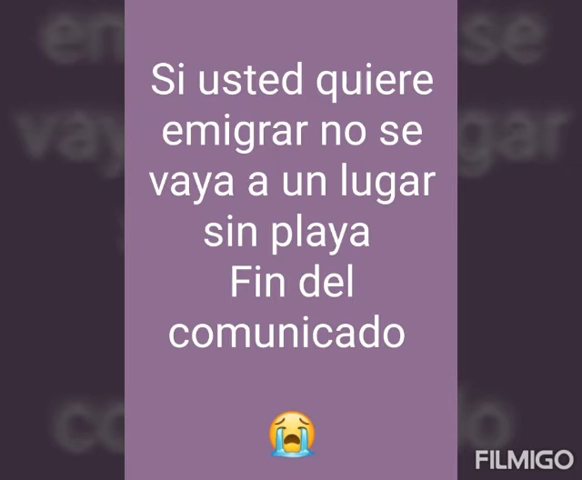 Si usted quiere
emigrar no se
vaya a un lugar
sin playa
Fin del
comunicado
FILMIGO